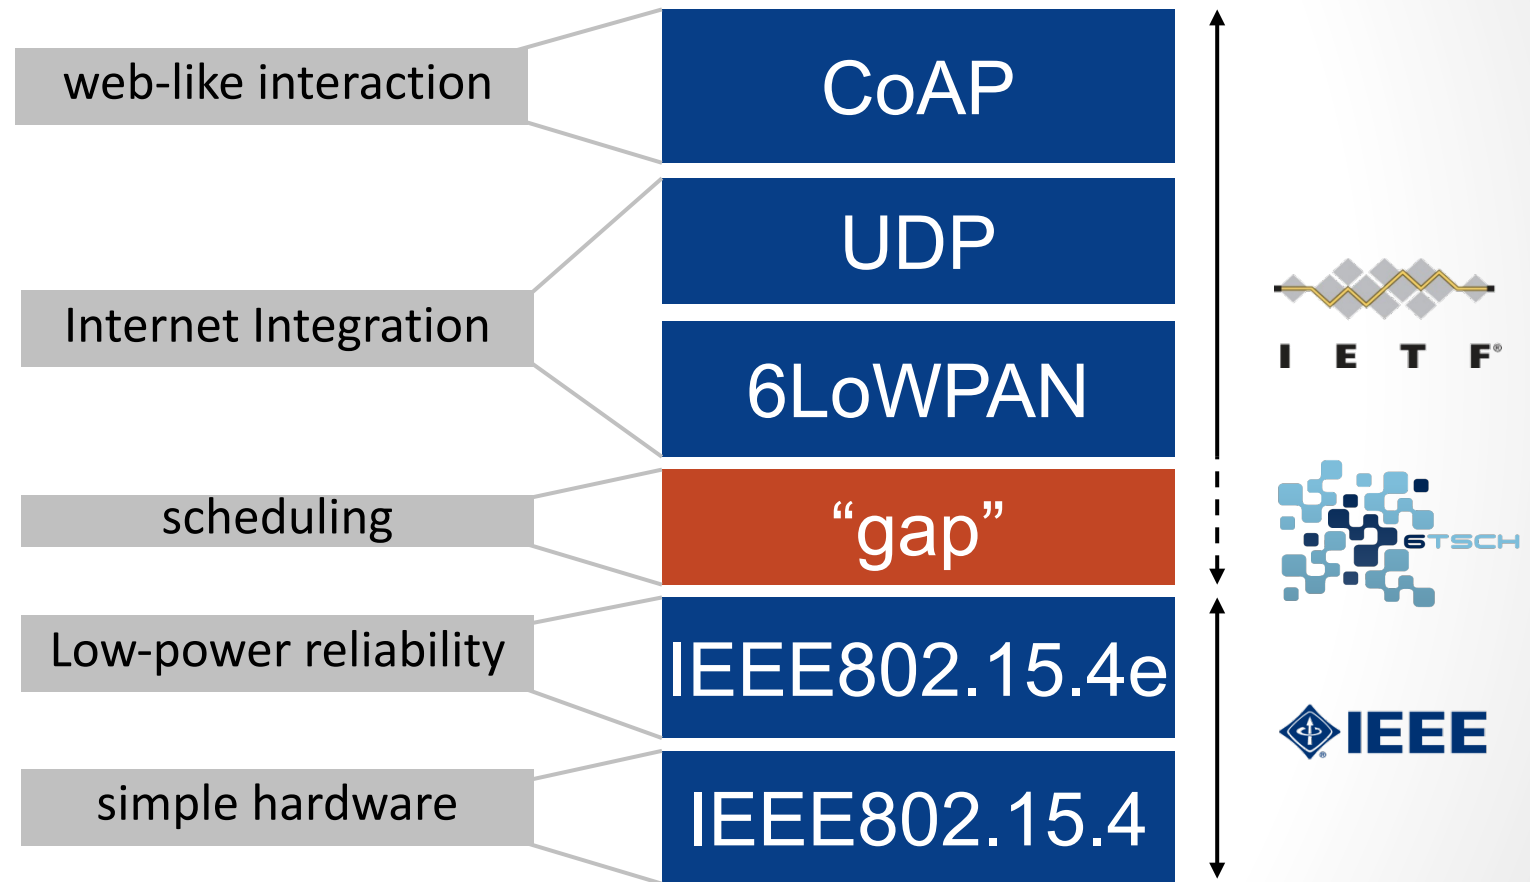 web-like interaction
CoAP
UDP
Internet Integration
6LoWPAN
IETF®
scheduling
“gap”
6TSCH
Low-power reliability
IEEE802.15.4e
IEEE
®
simple hardware
IEEE802.15.4